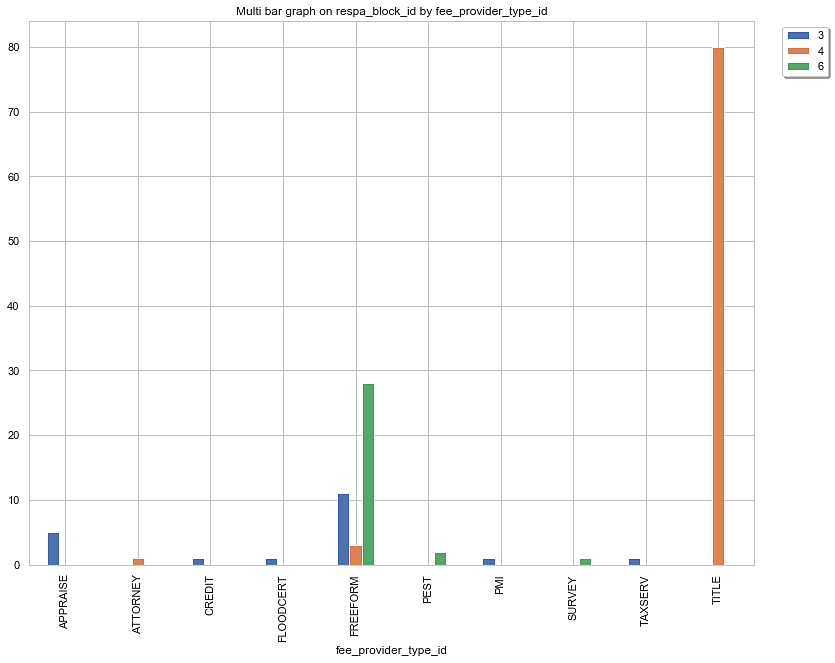 Multi bar graph on respa_block_id by fee_provider_type_id
3
4
6
80
70
60
50
40
30
20
10
0
APPRAISE
ATTORNEY
CREDIT
FLOODCERT
FREEFORM
PEST
PMI
SURVEY
TAXSERV
TITLE
fee_provider_type_id